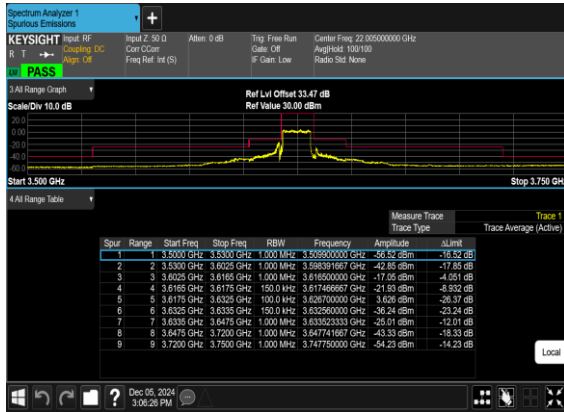 Spectrum Analyzer 1
Spurious Emissions
+
KEYSIGHT Input: RF Input Z: 50 Ω Atten: 0 dB Trig: Free Run Center Freq: 22.005000000 GHz
R T Coupling: DC Corr CCorr Gate: Off Avg|Hold: 100/100
Align: Off Freq Ref: Int (S) IF Gain: Low Radio Std: None
PASS
3 All Range Graph
Ref Lvl Offset 33.47 dB
Scale/Div 10.0 dB Ref Value 30.00 dBm
20.0
0.00
-20.0
-40.0
-60.0
Start 3.500 GHz Stop 3.750 GH
4 All Range Table
Measure Trace Trace 1
Trace Type Trace Average (Active)
Spur Range Start Freq Stop Freq RBW Frequency Amplitude ΔLimit
1 1 3.5000 GHz 3.5300 GHz 1.000 MHz 3.509900000 GHz -56.52 dBm -16.52 dB
2 2 3.5300 GHz 3.6025 GHz 1.000 MHz 3.598391667 GHz -42.85 dBm -17.85 dB
3 3 3.6025 GHz 3.6165 GHz 1.000 MHz 3.616500000 GHz -17.05 dBm -4.051 dB
4 4 3.6165 GHz 3.6175 GHz 150.0 kHz 3.617466667 GHz -21.93 dBm -8.932 dB
5 5 3.6175 GHz 3.6325 GHz 100.0 kHz 3.626700000 GHz 3.626 dBm -26.37 dB
6 6 3.6325 GHz 3.6335 GHz 150.0 kHz 3.632560000 GHz -36.24 dBm -23.24 dB
7 7 3.6335 GHz 3.6475 GHz 1.000 MHz 3.633523333 GHz -25.01 dBm -12.01 dB
8 8 3.6475 GHz 3.7200 GHz 1.000 MHz 3.647741667 GHz -43.33 dBm -18.33 dB
9 9 3.7200 GHz 3.7500 GHz 1.000 MHz 3.747750000 GHz -54.23 dBm -14.23 dB
Local
? Dec 05, 2024
3:06:26 PM